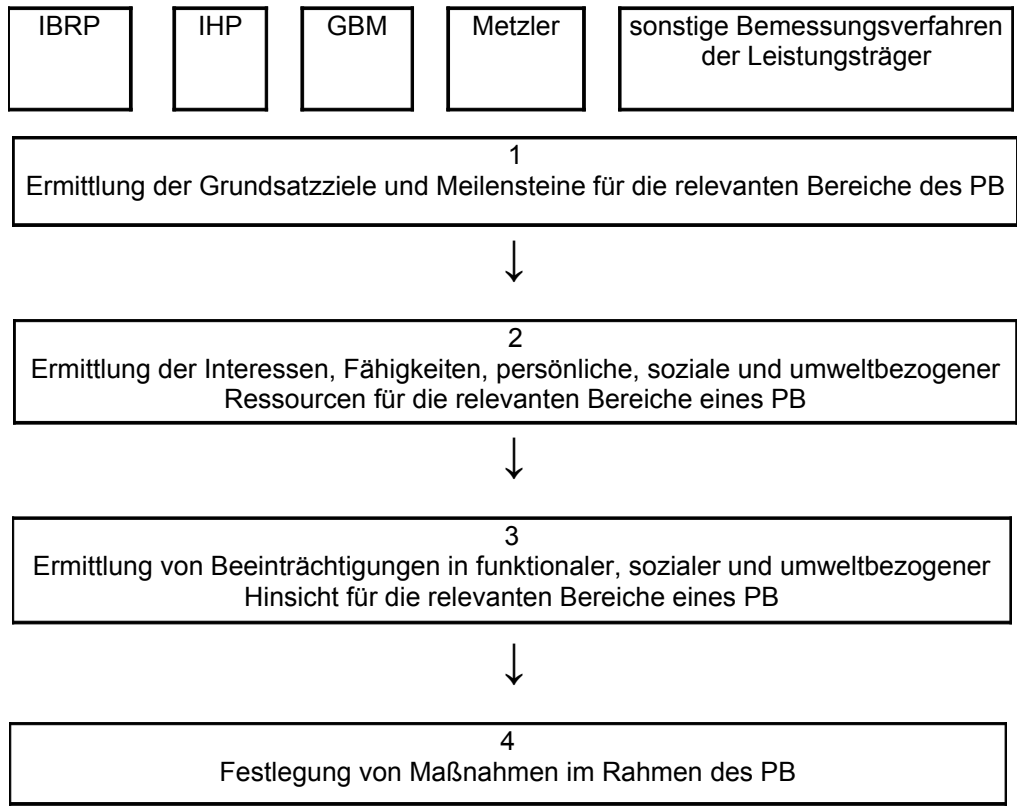 IBRP
IHP
GBM
Metzler
sonstige Bemessungsverfahren
der Leistungsträger
1
Ermittlung der Grundsatzziele und Meilensteine für die relevanten Bereiche des PB
↓
2
Ermittlung der Interessen, Fähigkeiten, persönliche, soziale und umweltbezogener
Ressourcen für die relevanten Bereiche eines PB
↓
3
Ermittlung von Beeinträchtigungen in funktionaler, sozialer und umweltbezogener
Hinsicht für die relevanten Bereiche eines PB
↓
4
Festlegung von Maßnahmen im Rahmen des PB